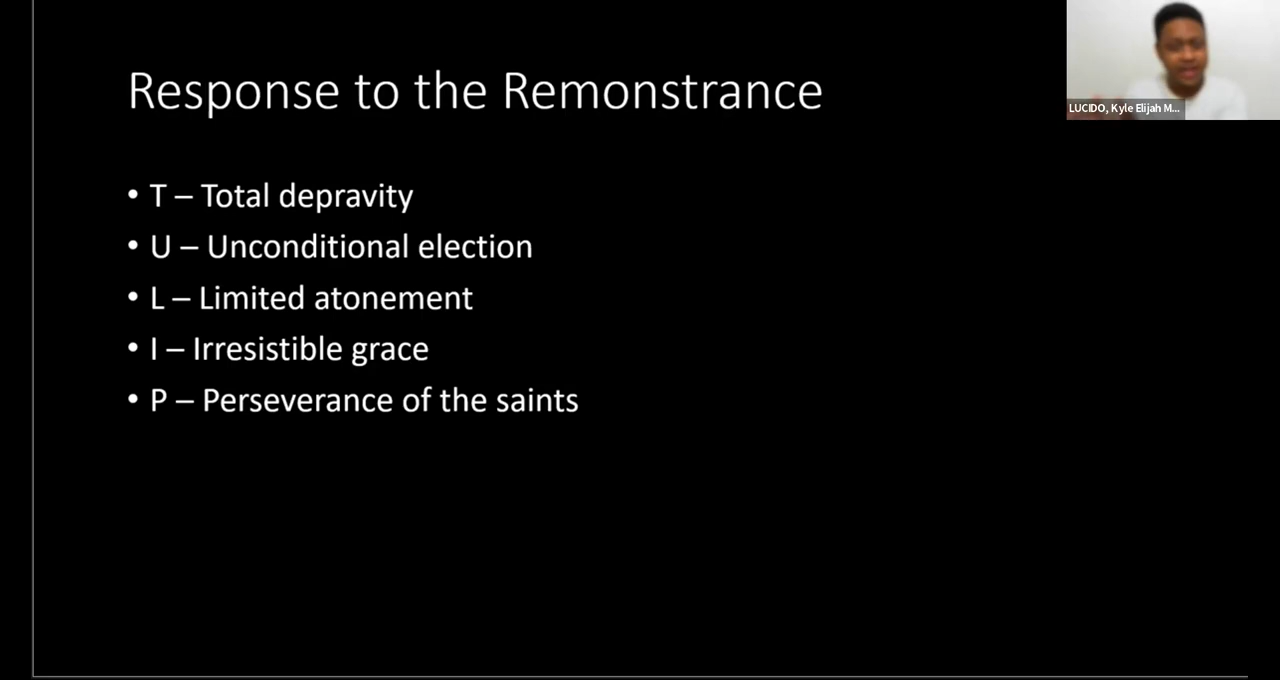 Response to the Remonstrance
LUCIDO, Kyle Elijah M...
• T – Total depravity
• U – Unconditional election
• L – Limited atonement
• I – Irresistible grace
• P – Perseverance of the saints